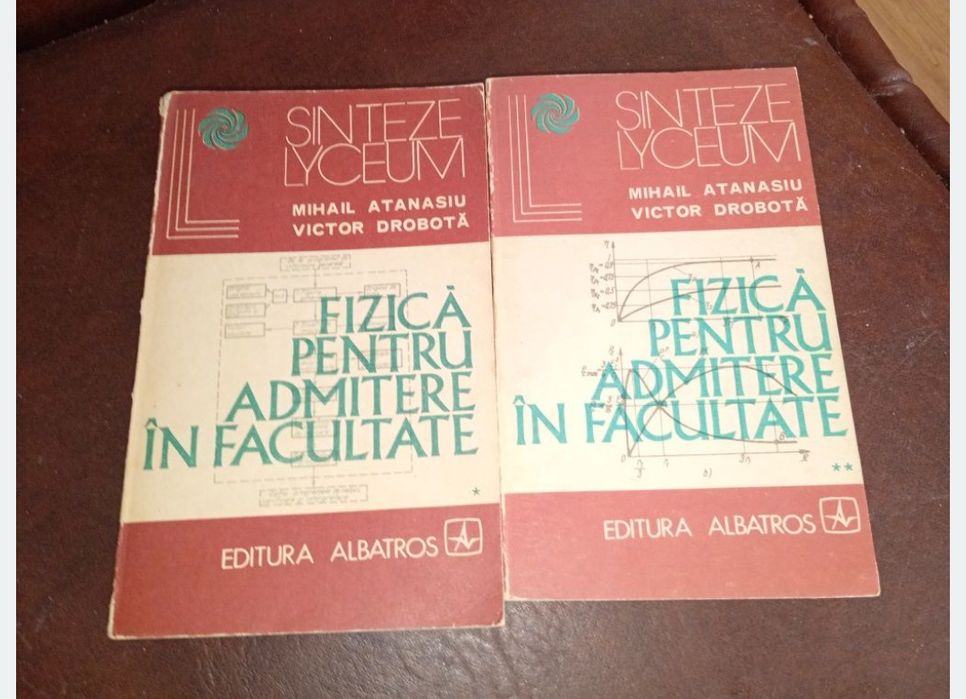 SINTEZE
LYCEUM
MIHAIL ATANASIU
VICTOR DROBOTĂ
FIZICĂ
PENTRU
ADMITERE
ÎN FACULTATE
*
EDITURA ALBATROS
SINTEZE
LYCEUM
MIHAIL ATANASIU
VICTOR DROBOTĂ
FIZICĂ
PENTRU
ADMITERE
ÎN FACULTATE
**
EDITURA ALBATROS